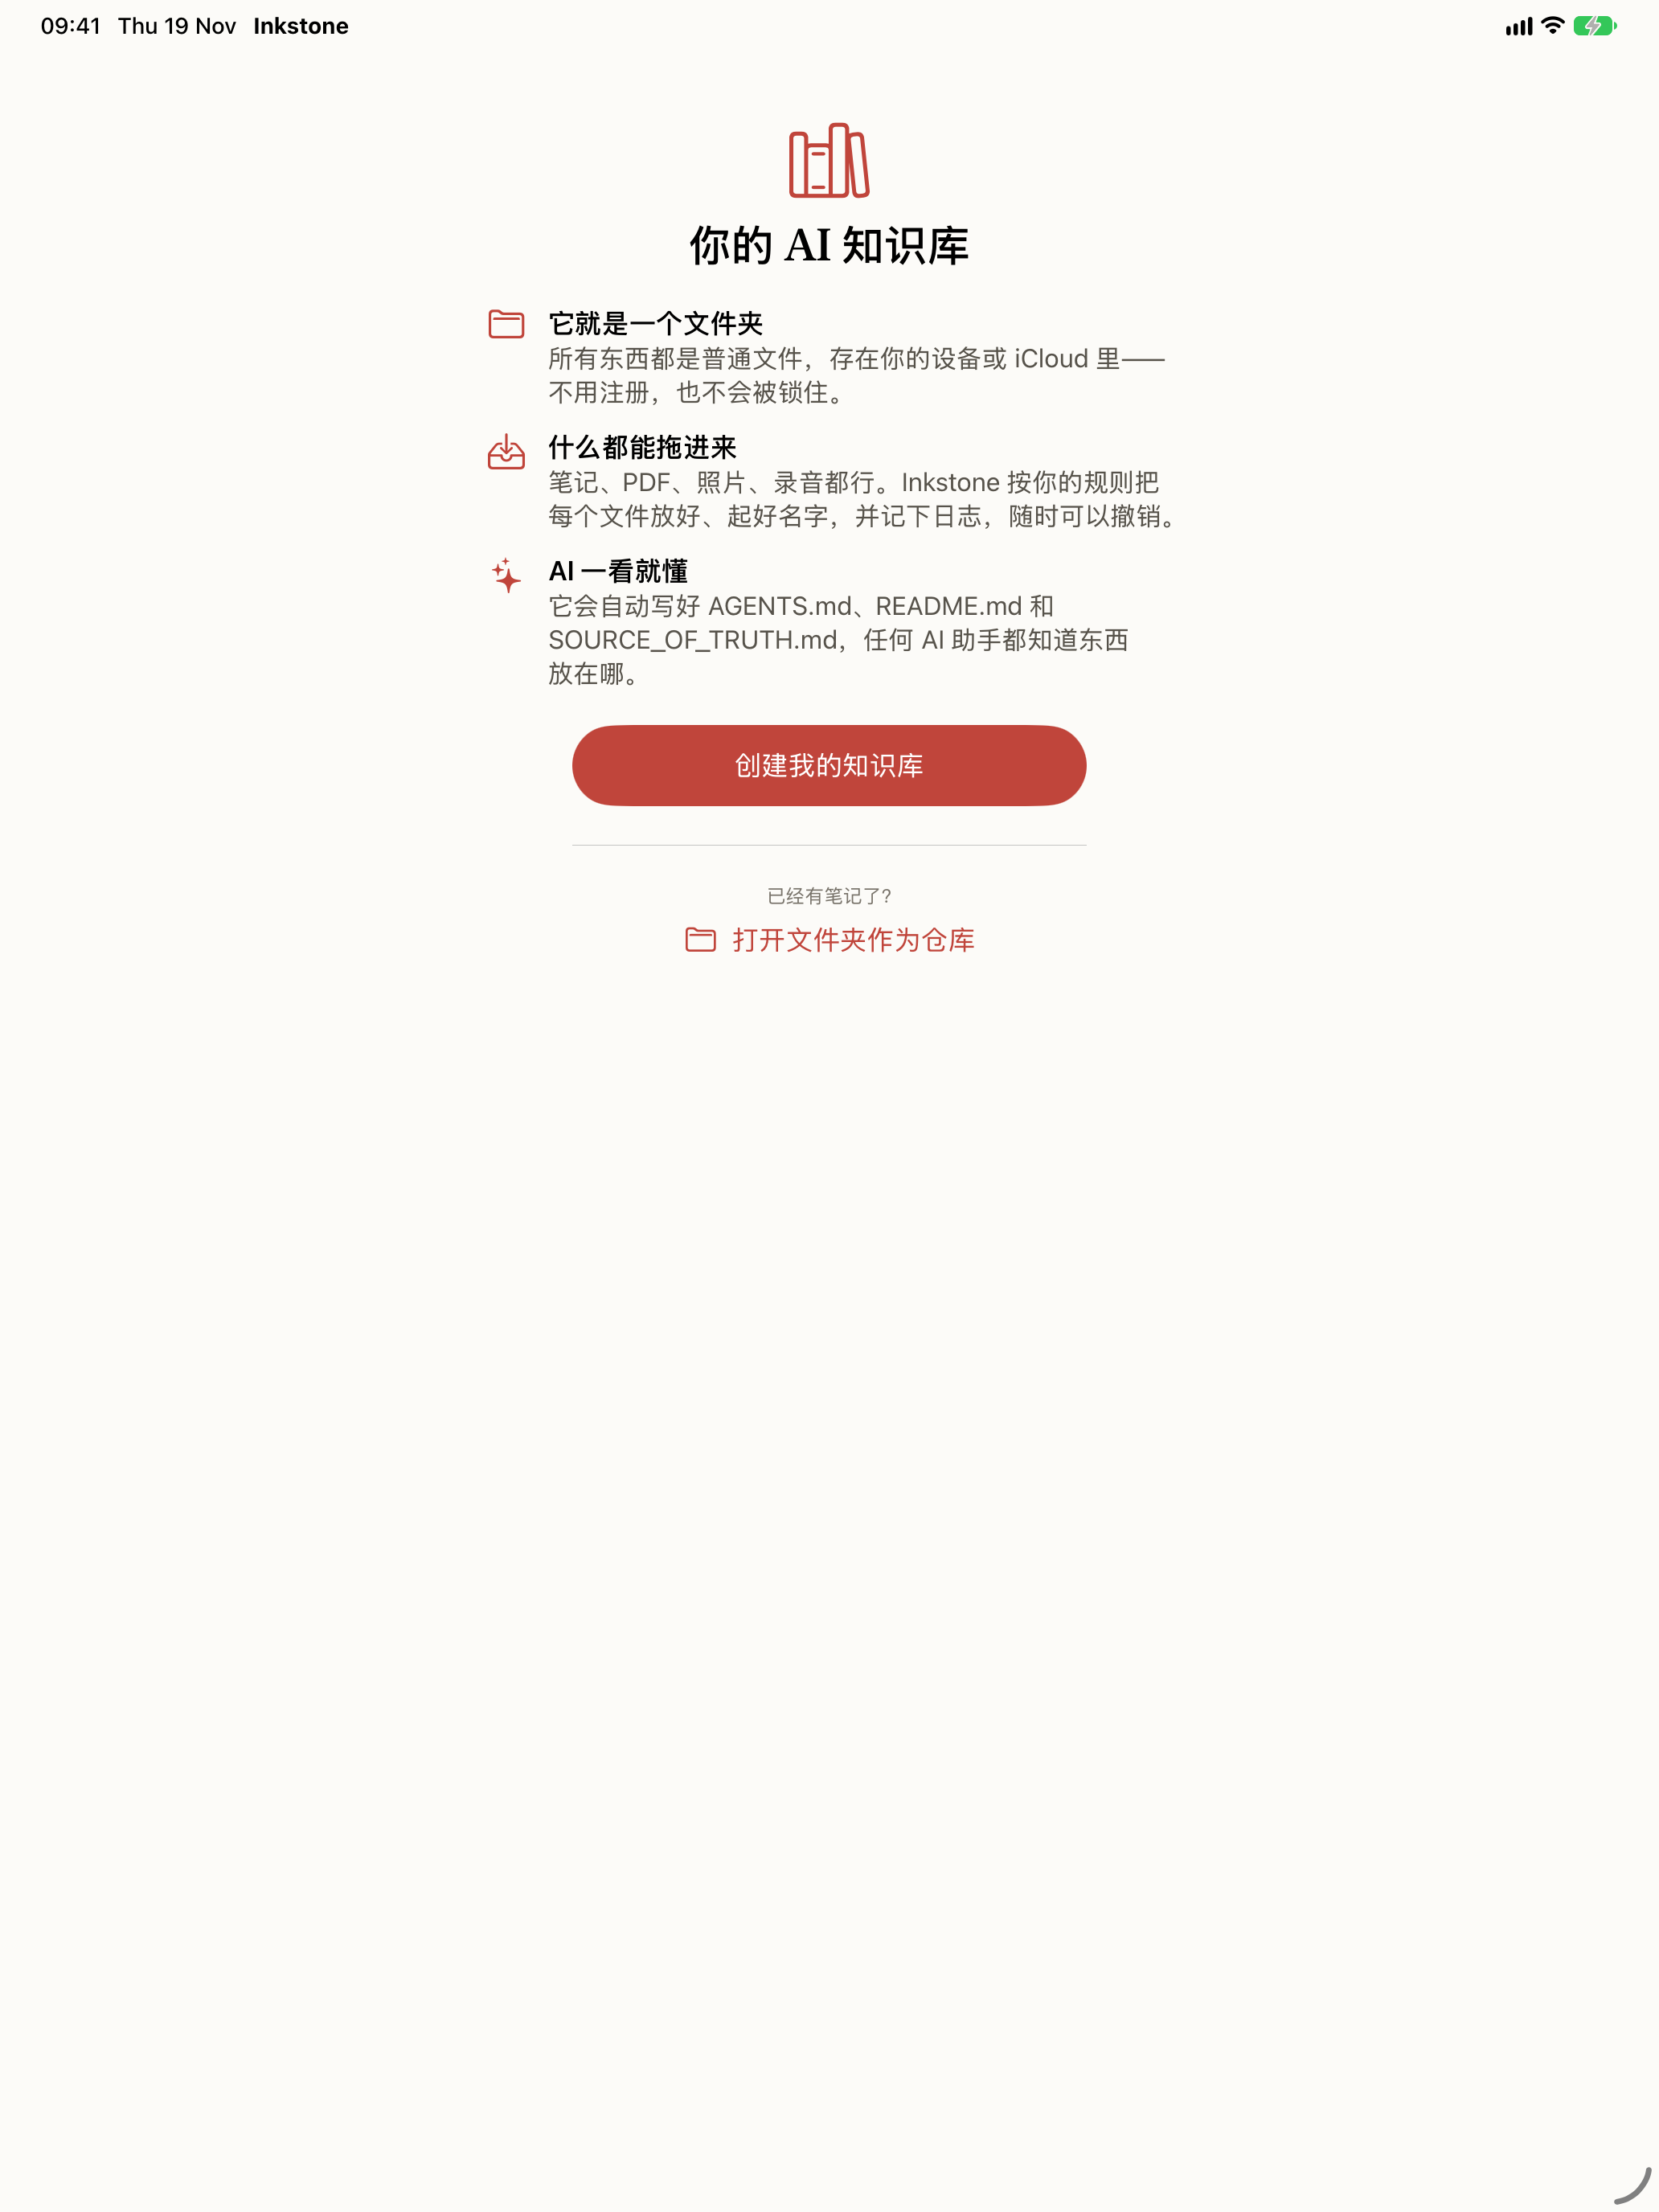 09:41 Thu 19 Nov Inkstone
你的 AI 知识库
它就是一个文件夹
所有东西都是普通文件，存在你的设备或 iCloud 里——
不用注册，也不会被锁住。
什么都能拖进来
笔记、PDF、照片、录音都行。Inkstone 按你的规则把
每个文件放好、起好名字，并记下日志，随时可以撤销。
AI 一看就懂
它会自动写好 AGENTS.md、README.md 和
SOURCE_OF_TRUTH.md，任何 AI 助手都知道东西
放在哪。
创建我的知识库
已经有笔记了？
打开文件夹作为仓库